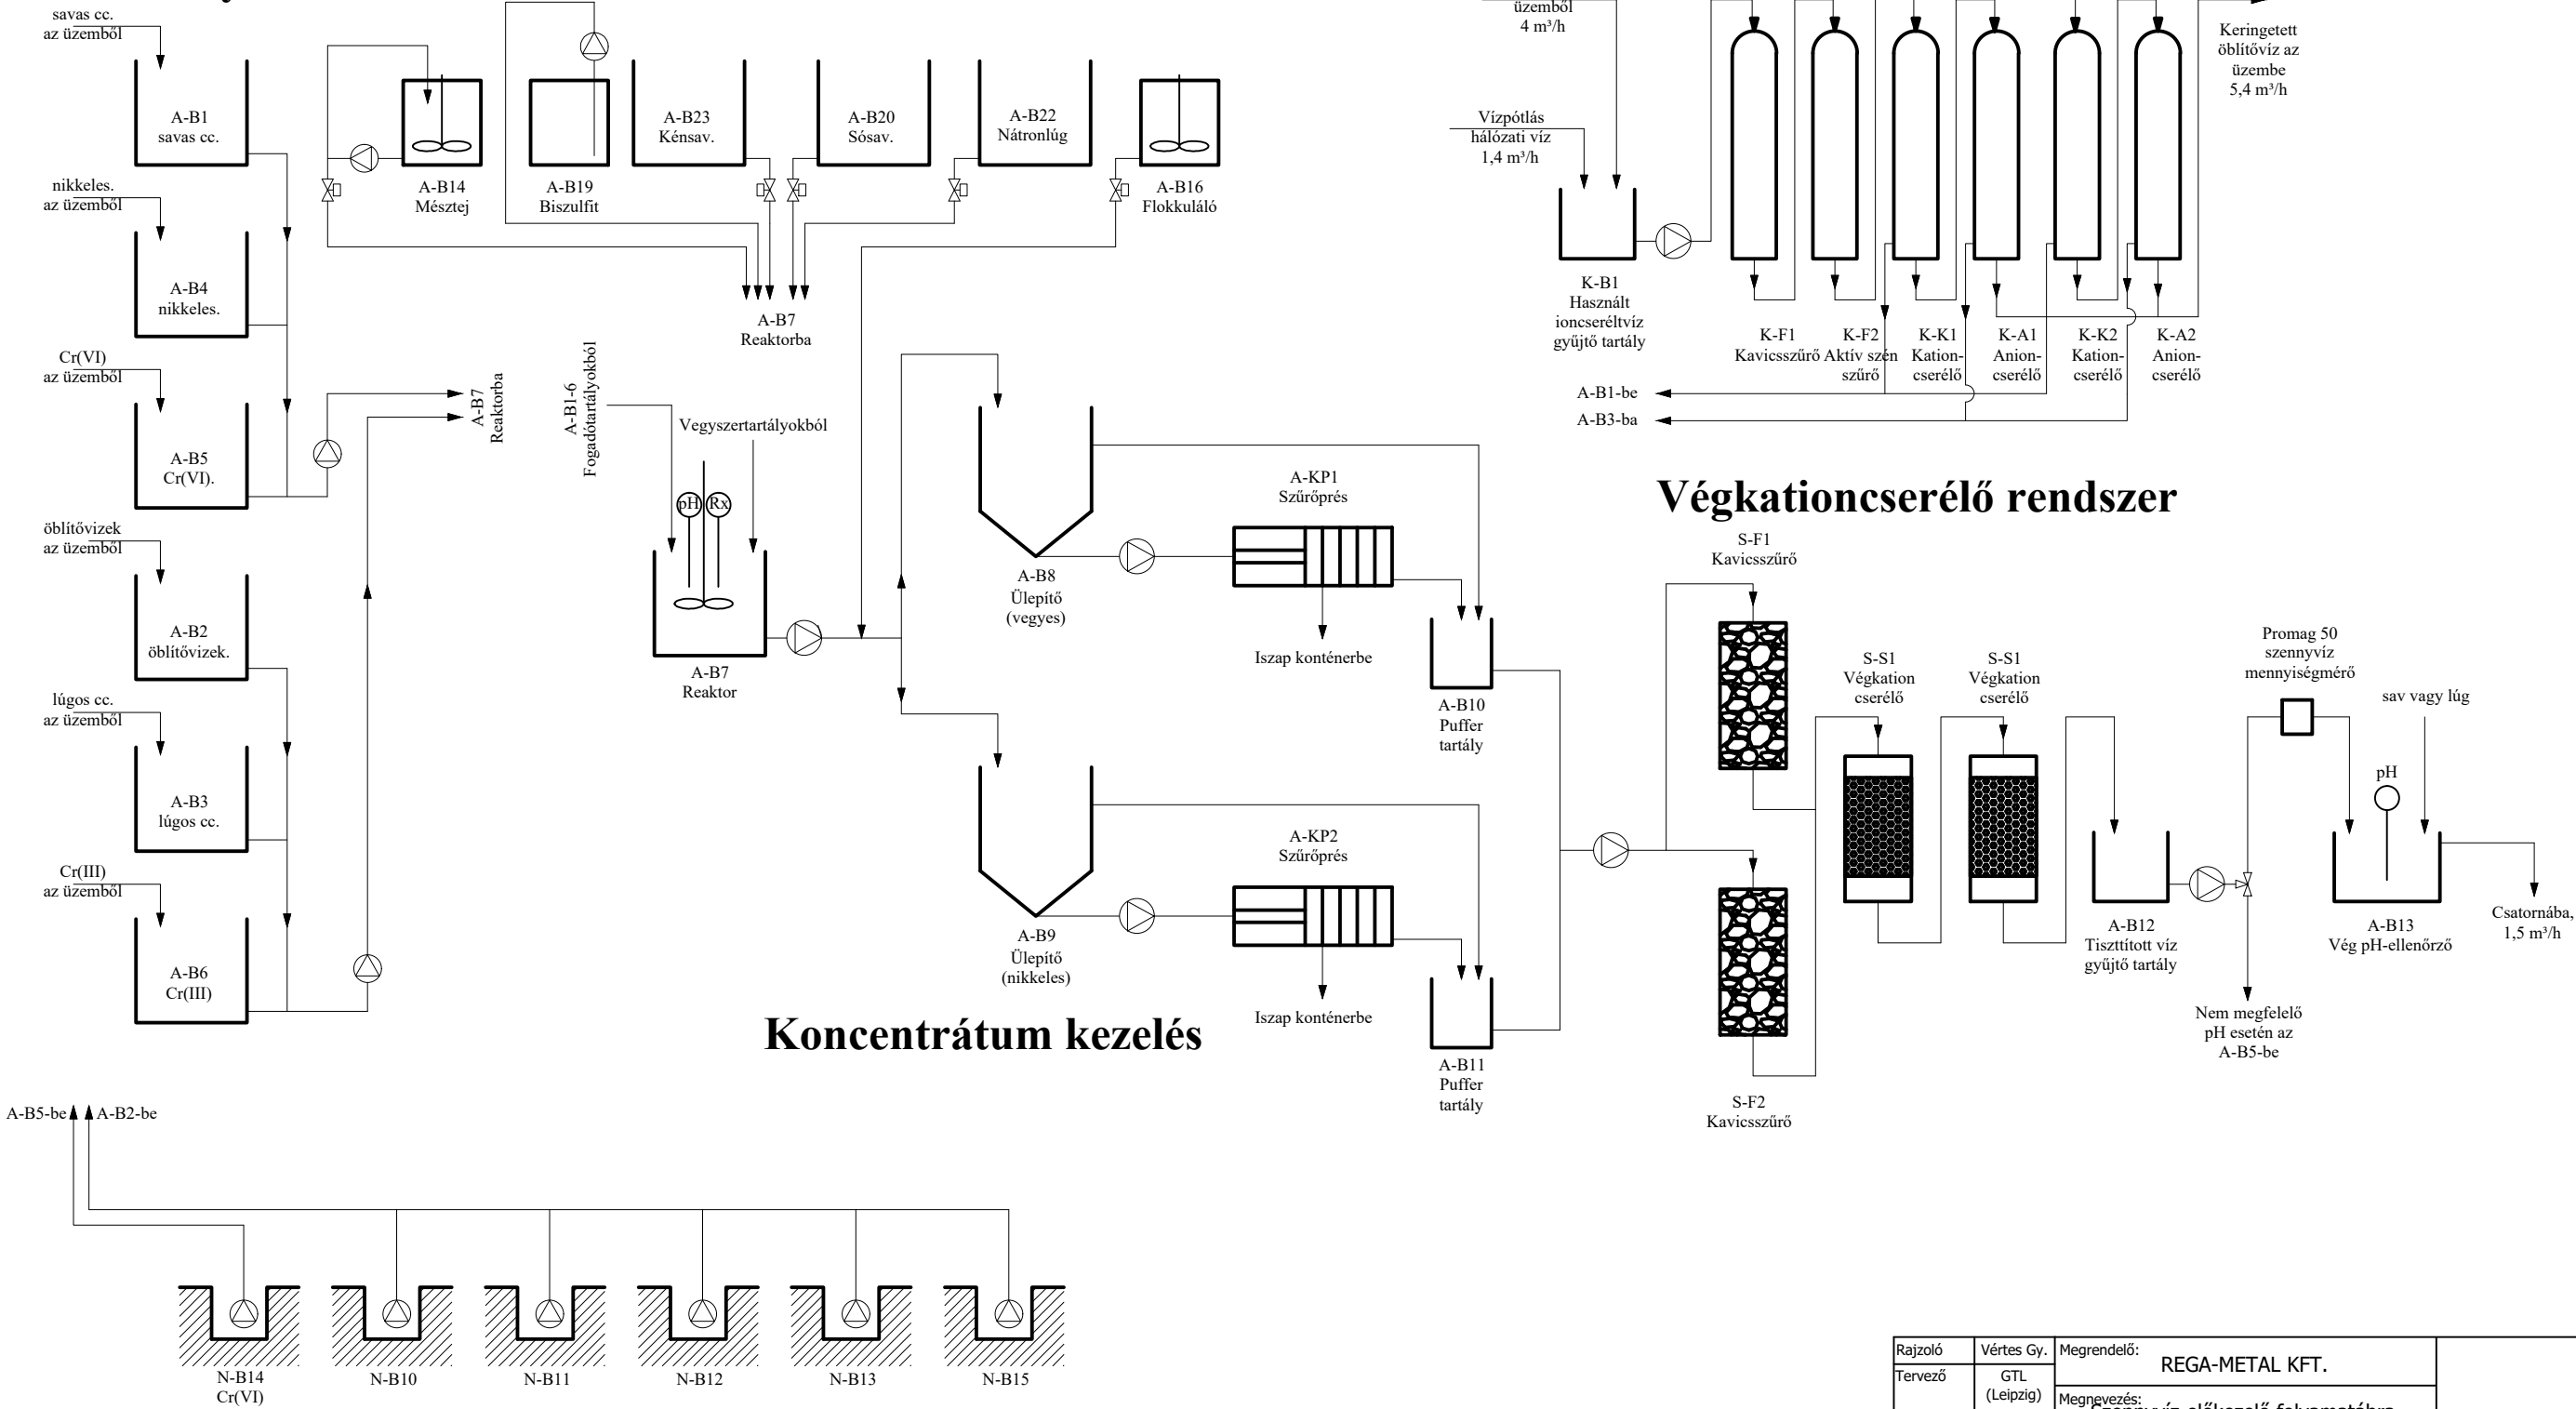 savas cc.
az üzemből
A-B1
savas cc.
nikkeles.
az üzemből
A-B4
nikkeles.
Cr(VI)
az üzemből
A-B5
Cr(VI).
öblítővizek
az üzemből
A-B2
öblítővizek.
lúgos cc.
az üzemből
A-B3
lúgos cc.
Cr(III)
az üzemből
A-B6
Cr(III)
A-B7
Reaktorba
A-B14
Mésztej
A-B19
Biszulfit
A-B23
Kénsav.
A-B20
Sósav.
A-B22
Nátronlúg
A-B16
Flokkuláló
A-B7
Reaktorba
A-B1-6
Fogadótartályokból
Vegyszertartályokból
pH
Rx
A-B7
Reaktor
A-B8
Ülepítő
(vegyes)
A-KP1
Szűrőprés
Iszap konténerbe
A-B10
Puffer
tartály
A-B9
Ülepítő
(nikkeles)
A-KP2
Szűrőprés
Iszap konténerbe
A-B11
Puffer
tartály
Koncentrátum kezelés
üzemből
4 m³/h
Vízpótlás
hálózati víz
1,4 m³/h
K-B1
Használt
ioncseréltvíz
gyűjtő tartály
K-F1
Kavicsszűrő
K-F2
Aktív szén
szűrő
K-K1
Kation-
cserélő
K-A1
Anion-
cserélő
K-K2
Kation-
cserélő
K-A2
Anion-
cserélő
Keringetett
öblítővíz az
üzembe
5,4 m³/h
A-B1-be
A-B3-ba
Végkationcserélő rendszer
S-F1
Kavicsszűrő
S-F2
Kavicsszűrő
S-S1
Végkation
cserélő
S-S1
Végkation
cserélő
A-B12
Tiszttított víz
gyűjtő tartály
Promag 50
szennyvíz
mennyiségmérő
sav vagy lúg
pH
A-B13
Vég pH-ellenőrző
Csatornába,
1,5 m³/h
Nem megfelelő
pH esetén az
A-B5-be
A-B5-be
A-B2-be
N-B14
Cr(VI)
N-B10
N-B11
N-B12
N-B13
N-B15
Rajzoló
Vértes Gy.
Megrendelő:
REGA-METAL KFT.
Tervező
GTL
(Leipzig)
Megnevezés:
Szennyvíz előkezelő folyamatábra